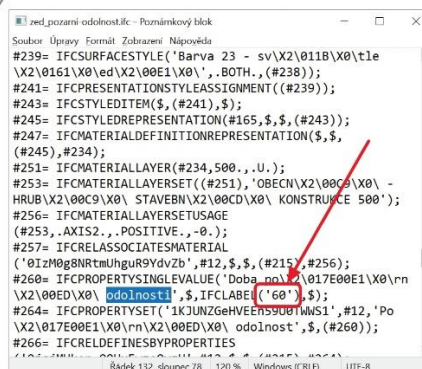 zed_pozarni-odolnost.ifc – Poznámkový blok
Soubor Úpravy Formát Zobrazení Nápověda
#239= IFCSURFACESTYLE('Barva 23 - sv\X2\011B\X0\tle
\X2\0161\X0\ed\X2\00E1\X0\',.BOTH.,(#238));
#241= IFCPRESENTATIONSTYLEASSIGNMENT((#239));
#243= IFCSTYLEDITEM($,(#241),$);
#245= IFCSTYLEDREPRESENTATION(#165,$,$,(#243));
#247= IFCMATERIALDEFINITIONREPRESENTATION($,$,
(#245),#234);
#251= IFCMATERIALLAYER(#234,500.,.U.);
#253= IFCMATERIALLAYERSET((#251),'OBECN\X2\00C9\X0\ -
HRUB\X2\00C9\X0\ STAVEBN\X2\00CD\X0\ KONSTRUKCE 500');
#256= IFCMATERIALLAYERSETUSAGE
(#253,.AXIS2.,.POSITIVE.,-0.);
#257= IFCRELASSOCIATESMATERIAL
('0IzM0g8NRtmUhguR9YdvZb',#12,$,$,(#215),#256);
#260= IFCPROPERTYSINGLEVALUE('Doba po\X2\017E00E1\X0\rn
\X2\00ED\X0\ odolnosti',$,IFCLABEL('60'),$);
#264= IFCPROPERTYSET('1KJUNZGeHVEEnS9U0TWWS1',#12,'Po
\X2\017E00E1\X0\rn\X2\00ED\X0\ odolnost',$,(#260));
#266= IFCRELDEFINESBYPROPERTIES
Řádek 132, sloupec 78 120 % Windows (CRLF) UTF-8